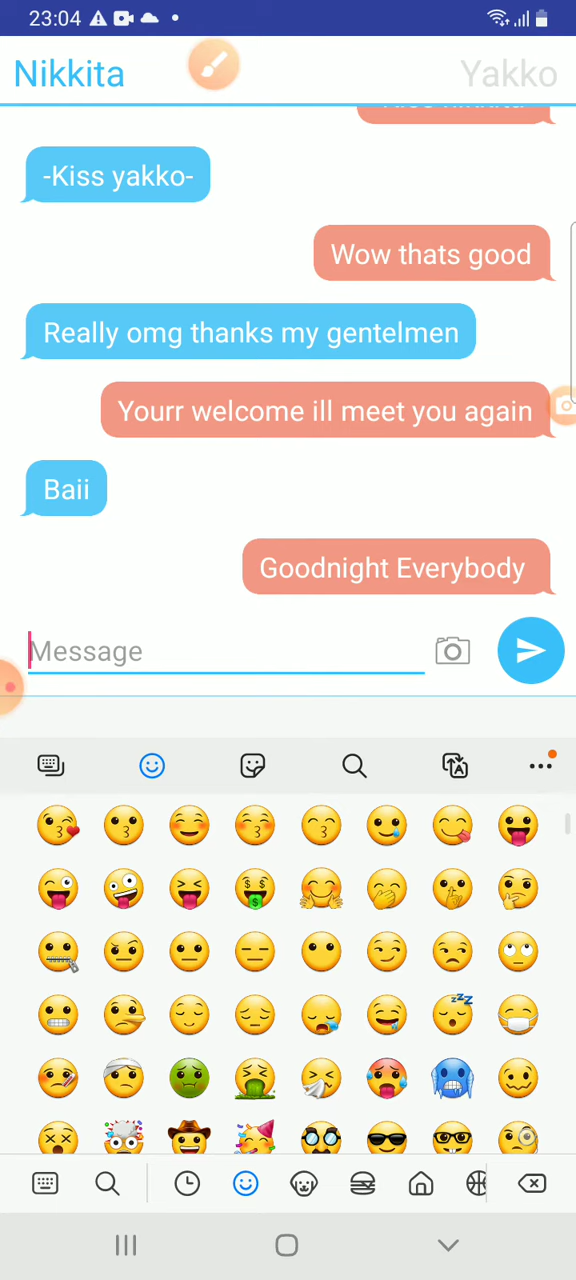 23:04
Nikkita
Yakko
-Kiss yakko-
Wow thats good
Really omg thanks my gentelmen
Yourr welcome ill meet you again
Baii
Goodnight Everybody
Message